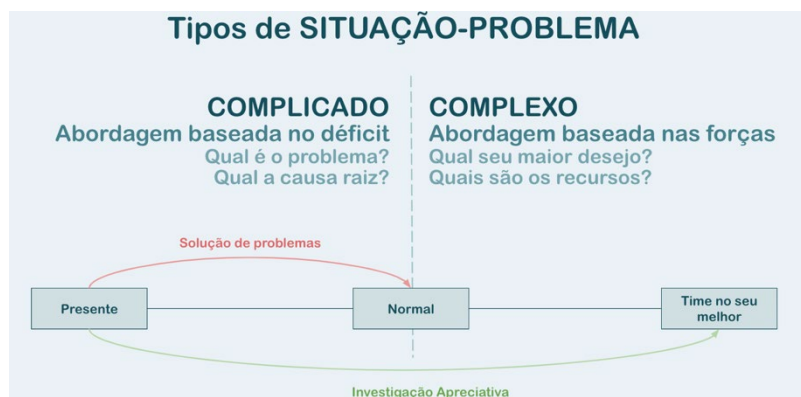 Tipos de SITUAÇÃO-PROBLEMA
COMPLICADO
Abordagem baseada no déficit
Qual é o problema?
Qual a causa raiz?
COMPLEXO
Abordagem baseada nas forças
Qual seu maior desejo?
Quais são os recursos?
Solução de problemas
Presente
Normal
Time no seu
melhor
Investigação Apreciativa